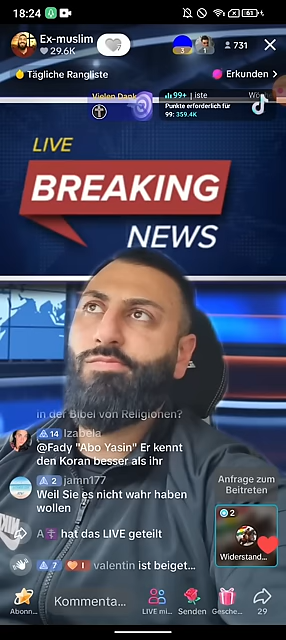 18:24
Ex-muslim
29.6K
731
Tägliche Rangliste
Erkunden
Vielen Dank
99+ | iste
Punkte erforderlich für
99: 359.4K
LIVE
BREAKING
NEWS
in der Bibel von Religionen?
14 Izabela
@Fady "Abo Yasin" Er kennt
den Koran besser als ihr
2 jamn177
Weil Sie es nicht wahr haben
wollen
A hat das LIVE geteilt
7 1 valentin ist beiget...
Anfrage zum
Beitreten
2
Widerstand...
Kommenta...
Abonn...
LIVE mi...
Senden
Gesche...
29